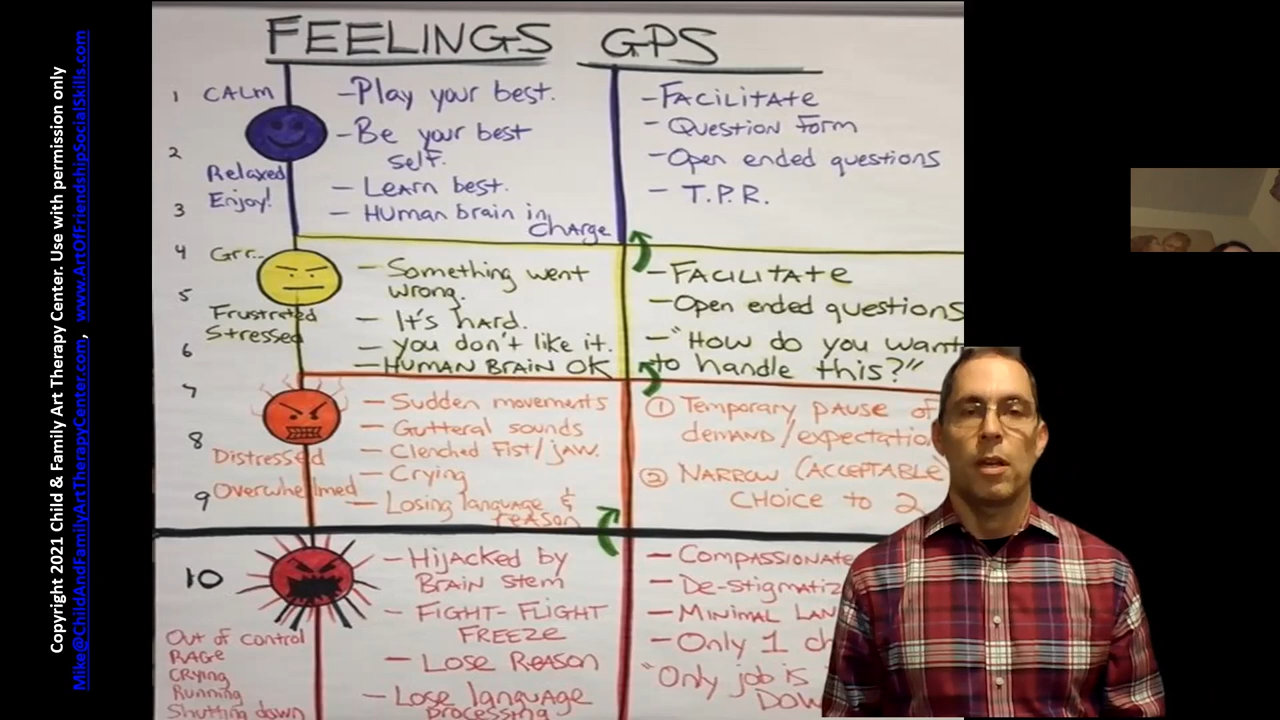 Copyright 2021 Child & Family Art Therapy Center. Use with permission only
Mike@ChildAndFamilyArtTherapyCenter.com, www.ArtOfFriendshipSocialSkills.com
FEELINGS GPS
1 CALM
2
Relaxed
Enjoy!
3
- Play your best.
- Be your best
self.
- Learn best.
- Human brain in
charge
- FACILITATE
- Question Form
- Open ended questions
- T.P.R.
4 Grr..
5
Frustrated
Stressed
6
- Something went
wrong.
- It's hard.
- you don't like it.
- HUMAN BRAIN OK
- FACILITATE
- Open ended questions
- "How do you want
to handle this?"
7
8
Distressed
9 Overwhelmed
- Sudden movements
- Gutteral sounds
- Clenched Fist/jaw.
- Crying
- Losing language &
reason
① Temporary pause of
demand/expectatio
② NARROW (ACCEPTABLE)
CHOICE to 2
10
Out of control
RAGE
CRying
Running
Shutting down
- Hijacked by
Brain stem
- FIGHT-FLIGHT
FREEZE
- Lose Reason
- Lose language
processing
- Compassionate
- De-stigmatiz
- Minimal LAN
- Only 1 ch
"Only job is
DOW